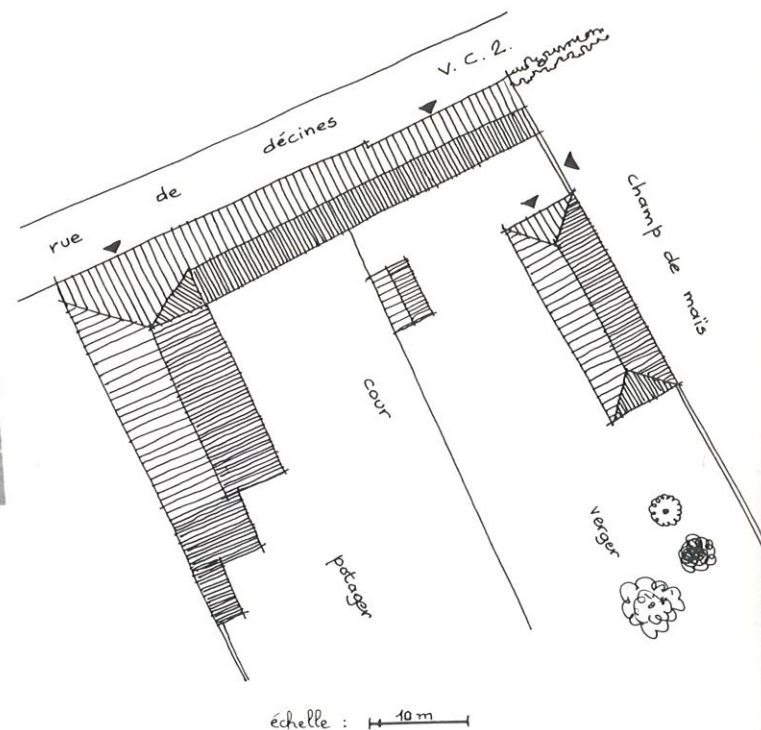 V.C. 2.
rue de décines
champ de maïs
cour
verger
potager
échelle : 10 m